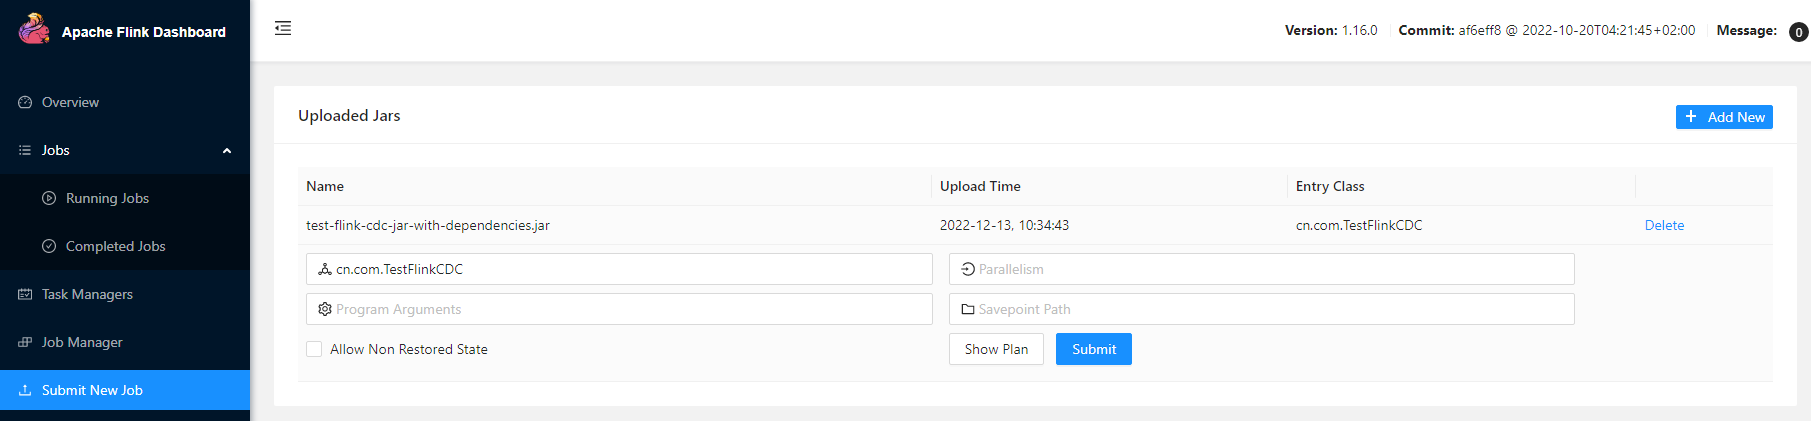 Apache Flink Dashboard
Version: 1.16.0 Commit: af6eff8 @ 2022-10-20T04:21:45+02:00 Message: 0
Overview
Jobs
Running Jobs
Completed Jobs
Task Managers
Job Manager
Submit New Job
Uploaded Jars
+ Add New
Name Upload Time Entry Class
test-flink-cdc-jar-with-dependencies.jar 2022-12-13, 10:34:43 cn.com.TestFlinkCDC Delete
cn.com.TestFlinkCDC Parallelism
Program Arguments Savepoint Path
Allow Non Restored State Show Plan Submit